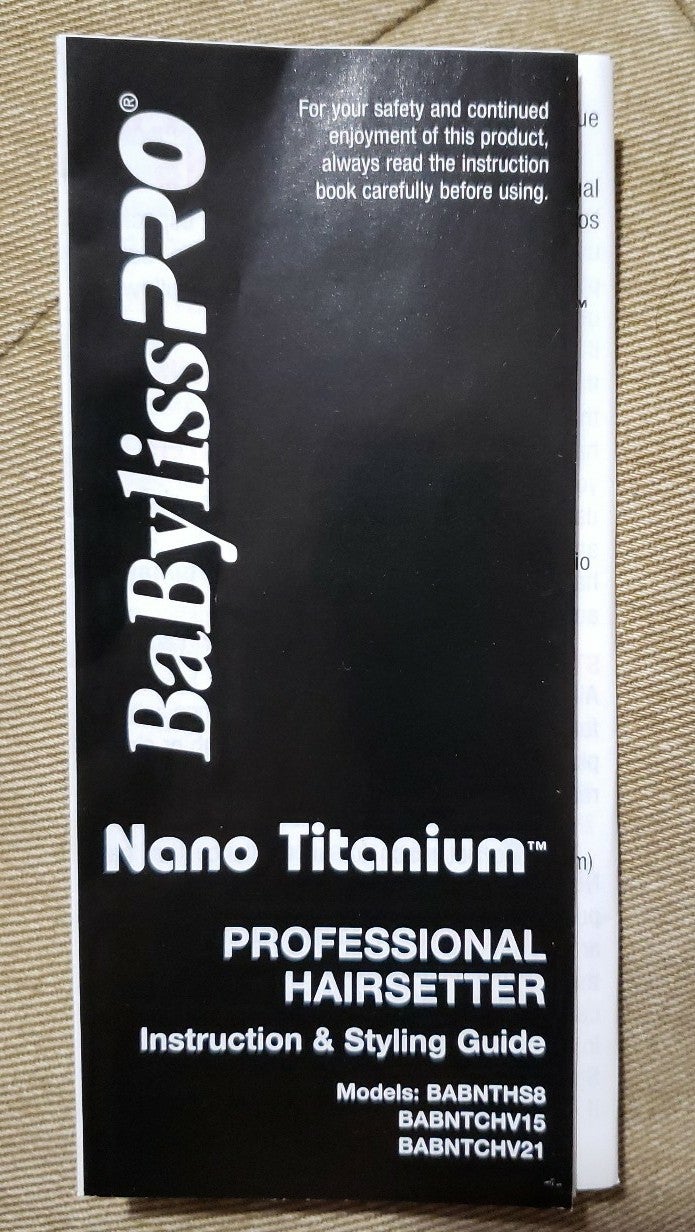 For your safety and continued
enjoyment of this product,
always read the instruction
book carefully before using.
BaBylissPRO®
Nano Titanium™
PROFESSIONAL
HAIRSETTER
Instruction & Styling Guide
Models: BABNTHS8
BABNTCHV15
BABNTCHV21